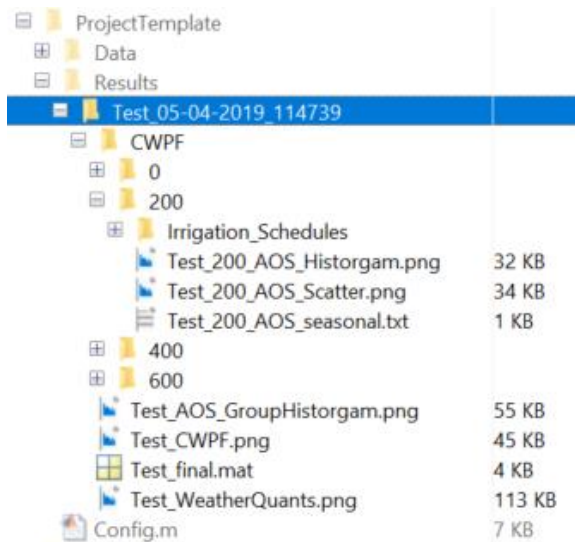 ProjectTemplate
Data
Results
Test_05-04-2019_114739
CWPF
0
200
Irrigation_Schedules
Test_200_AOS_Historgam.png 32 KB
Test_200_AOS_Scatter.png 34 KB
Test_200_AOS_seasonal.txt 1 KB
400
600
Test_AOS_GroupHistorgam.png 55 KB
Test_CWPF.png 45 KB
Test_final.mat 4 KB
Test_WeatherQuants.png 113 KB
Config.m 7 KB